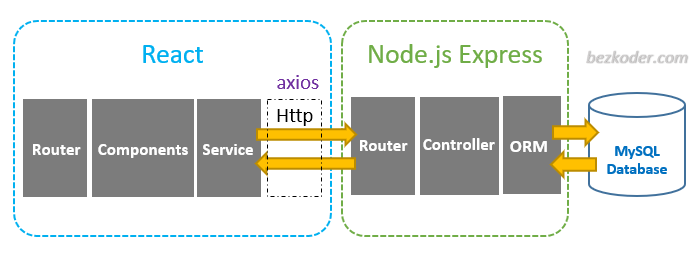 React
Node.js Express
bezkoder.com
axios
Http
Router
Components
Service
Router
Controller
ORM
MySQL
Database